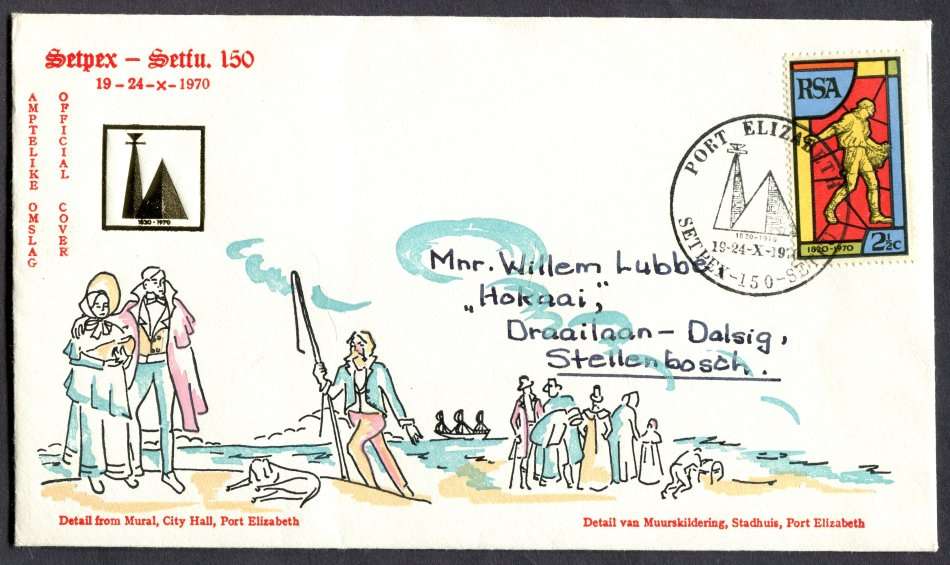 Setpex – Setfu. 150
19 - 24 - X - 1970
AMPTELIKE OMSLAG
OFFICIAL COVER
1820 - 1970
RSA
1820-1970
2½c
PORT ELIZABETH
1820-1970
19-24-X-1970
SETPEX-150-
Mnr. Willem Lubbe
„Hokaai,"
Draailaan - Dalsig,
Stellenbosch.
Detail from Mural, City Hall, Port Elizabeth
Detail van Muurskildering, Stadhuis, Port Elizabeth